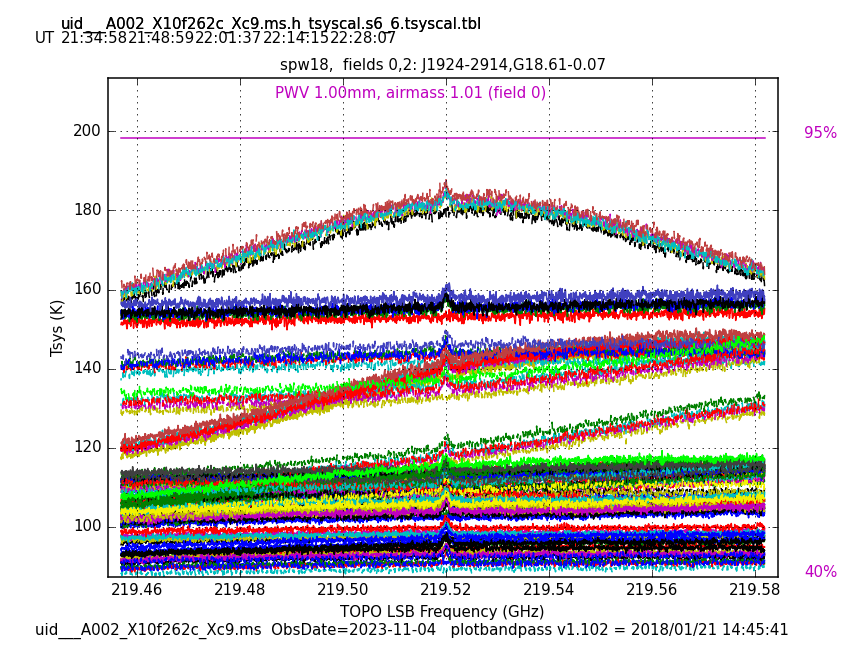 uid___A002_X10f262c_Xc9.ms.h_tsyscal.s6_6.tsyscal.tbl
UT 21:34:58 21:48:59 22:01:37 22:14:15 22:28:07
spw18, fields 0,2: J1924-2914,G18.61-0.07
PWV 1.00mm, airmass 1.01 (field 0)
95%
200
180
160
140
120
100
Tsys (K)
40%
219.46 219.48 219.50 219.52 219.54 219.56 219.58
TOPO LSB Frequency (GHz)
uid___A002_X10f262c_Xc9.ms ObsDate=2023-11-04 plotbandpass v1.102 = 2018/01/21 14:45:41